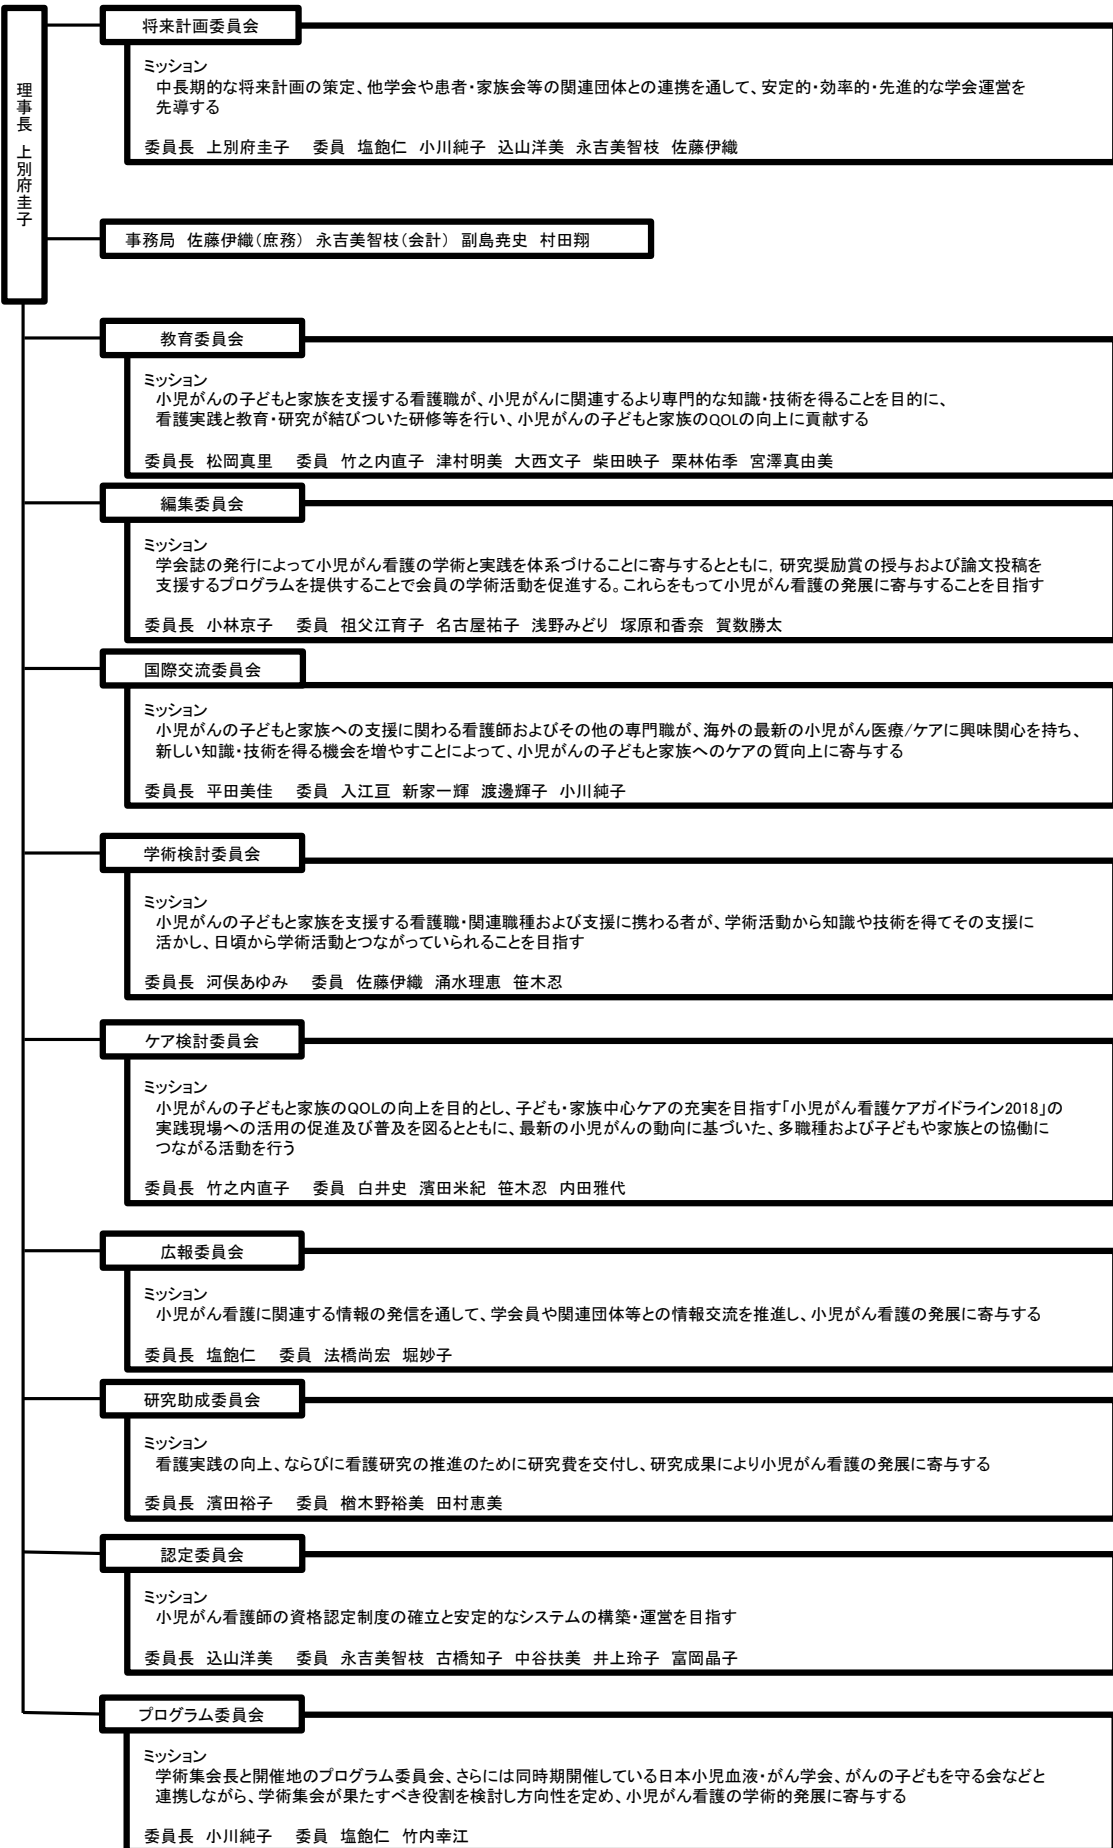 理事長 上別府圭子
将来計画委員会
ミッション
中長期的な将来計画の策定、他学会や患者・家族会等の関連団体との連携を通して、安定的・効率的・先進的な学会運営を
先導する
委員長 上別府圭子 委員 塩飽仁 小川純子 込山洋美 永吉美智枝 佐藤伊織
事務局 佐藤伊織(庶務) 永吉美智枝(会計) 副島尭史 村田翔
教育委員会
ミッション
小児がんの子どもと家族を支援する看護職が、小児がんに関連するより専門的な知識・技術を得ることを目的に、
看護実践と教育・研究が結びついた研修等を行い、小児がんの子どもと家族のQOLの向上に貢献する
委員長 松岡真里 委員 竹之内直子 津村明美 大西文子 柴田映子 栗林佑季 宮澤真由美
編集委員会
ミッション
学会誌の発行によって小児がん看護の学術と実践を体系づけることに寄与するとともに, 研究奨励賞の授与および論文投稿を
支援するプログラムを提供することで会員の学術活動を促進する。これらをもって小児がん看護の発展に寄与することを目指す
委員長 小林京子 委員 祖父江育子 名古屋祐子 浅野みどり 塚原和香奈 賀数勝太
国際交流委員会
ミッション
小児がんの子どもと家族への支援に関わる看護師およびその他の専門職が、海外の最新の小児がん医療/ケアに興味関心を持ち、
新しい知識・技術を得る機会を増やすことによって、小児がんの子どもと家族へのケアの質向上に寄与する
委員長 平田美佳 委員 入江亘 新家一輝 渡邊輝子 小川純子
学術検討委員会
ミッション
小児がんの子どもと家族を支援する看護職・関連職種および支援に携わる者が、学術活動から知識や技術を得てその支援に
活かし、日頃から学術活動とつながっていられることを目指す
委員長 河俣あゆみ 委員 佐藤伊織 涌水理恵 笹木忍
ケア検討委員会
ミッション
小児がんの子どもと家族のQOLの向上を目的とし、子ども・家族中心ケアの充実を目指す「小児がん看護ケアガイドライン2018」の
実践現場への活用の促進及び普及を図るとともに、最新の小児がんの動向に基づいた、多職種および子どもや家族との協働に
つながる活動を行う
委員長 竹之内直子 委員 白井史 濱田米紀 笹木忍 内田雅代
広報委員会
ミッション
小児がん看護に関連する情報の発信を通して、学会員や関連団体等との情報交流を推進し、小児がん看護の発展に寄与する
委員長 塩飽仁 委員 法橋尚宏 堀妙子
研究助成委員会
ミッション
看護実践の向上、ならびに看護研究の推進のために研究費を交付し、研究成果により小児がん看護の発展に寄与する
委員長 濱田裕子 委員 楢木野裕美 田村恵美
認定委員会
ミッション
小児がん看護師の資格認定制度の確立と安定的なシステムの構築・運営を目指す
委員長 込山洋美 委員 永吉美智枝 古橋知子 中谷扶美 井上玲子 富岡晶子
プログラム委員会
ミッション
学術集会長と開催地のプログラム委員会、さらには同時期開催している日本小児血液・がん学会、がんの子どもを守る会などと
連携しながら、学術集会が果たすべき役割を検討し方向性を定め、小児がん看護の学術的発展に寄与する
委員長 小川純子 委員 塩飽仁 竹内幸江